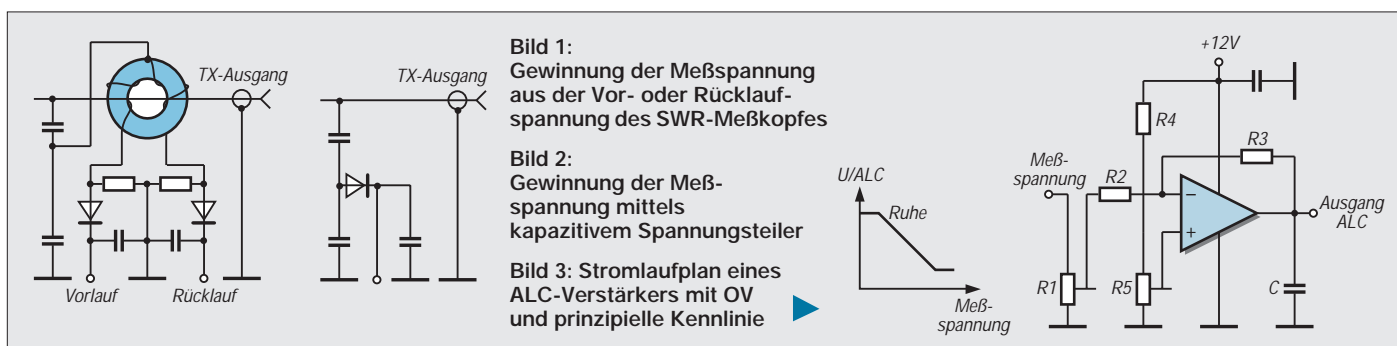 TX-Ausgang
Vorlauf
Rücklauf
TX-Ausgang
Bild 1:
Gewinnung der Meßspannung
aus der Vor- oder Rücklauf-
spannung des SWR-Meßkopfes
Bild 2:
Gewinnung der Meß-
spannung mittels
kapazitivem Spannungsteiler
Bild 3: Stromlaufplan eines
ALC-Verstärkers mit OV
und prinzipielle Kennlinie
U/ALC
Ruhe
Meß-
spannung
+12V
R4
R3
Meß-
spannung
R2
−
+
Ausgang
ALC
R1
R5
C